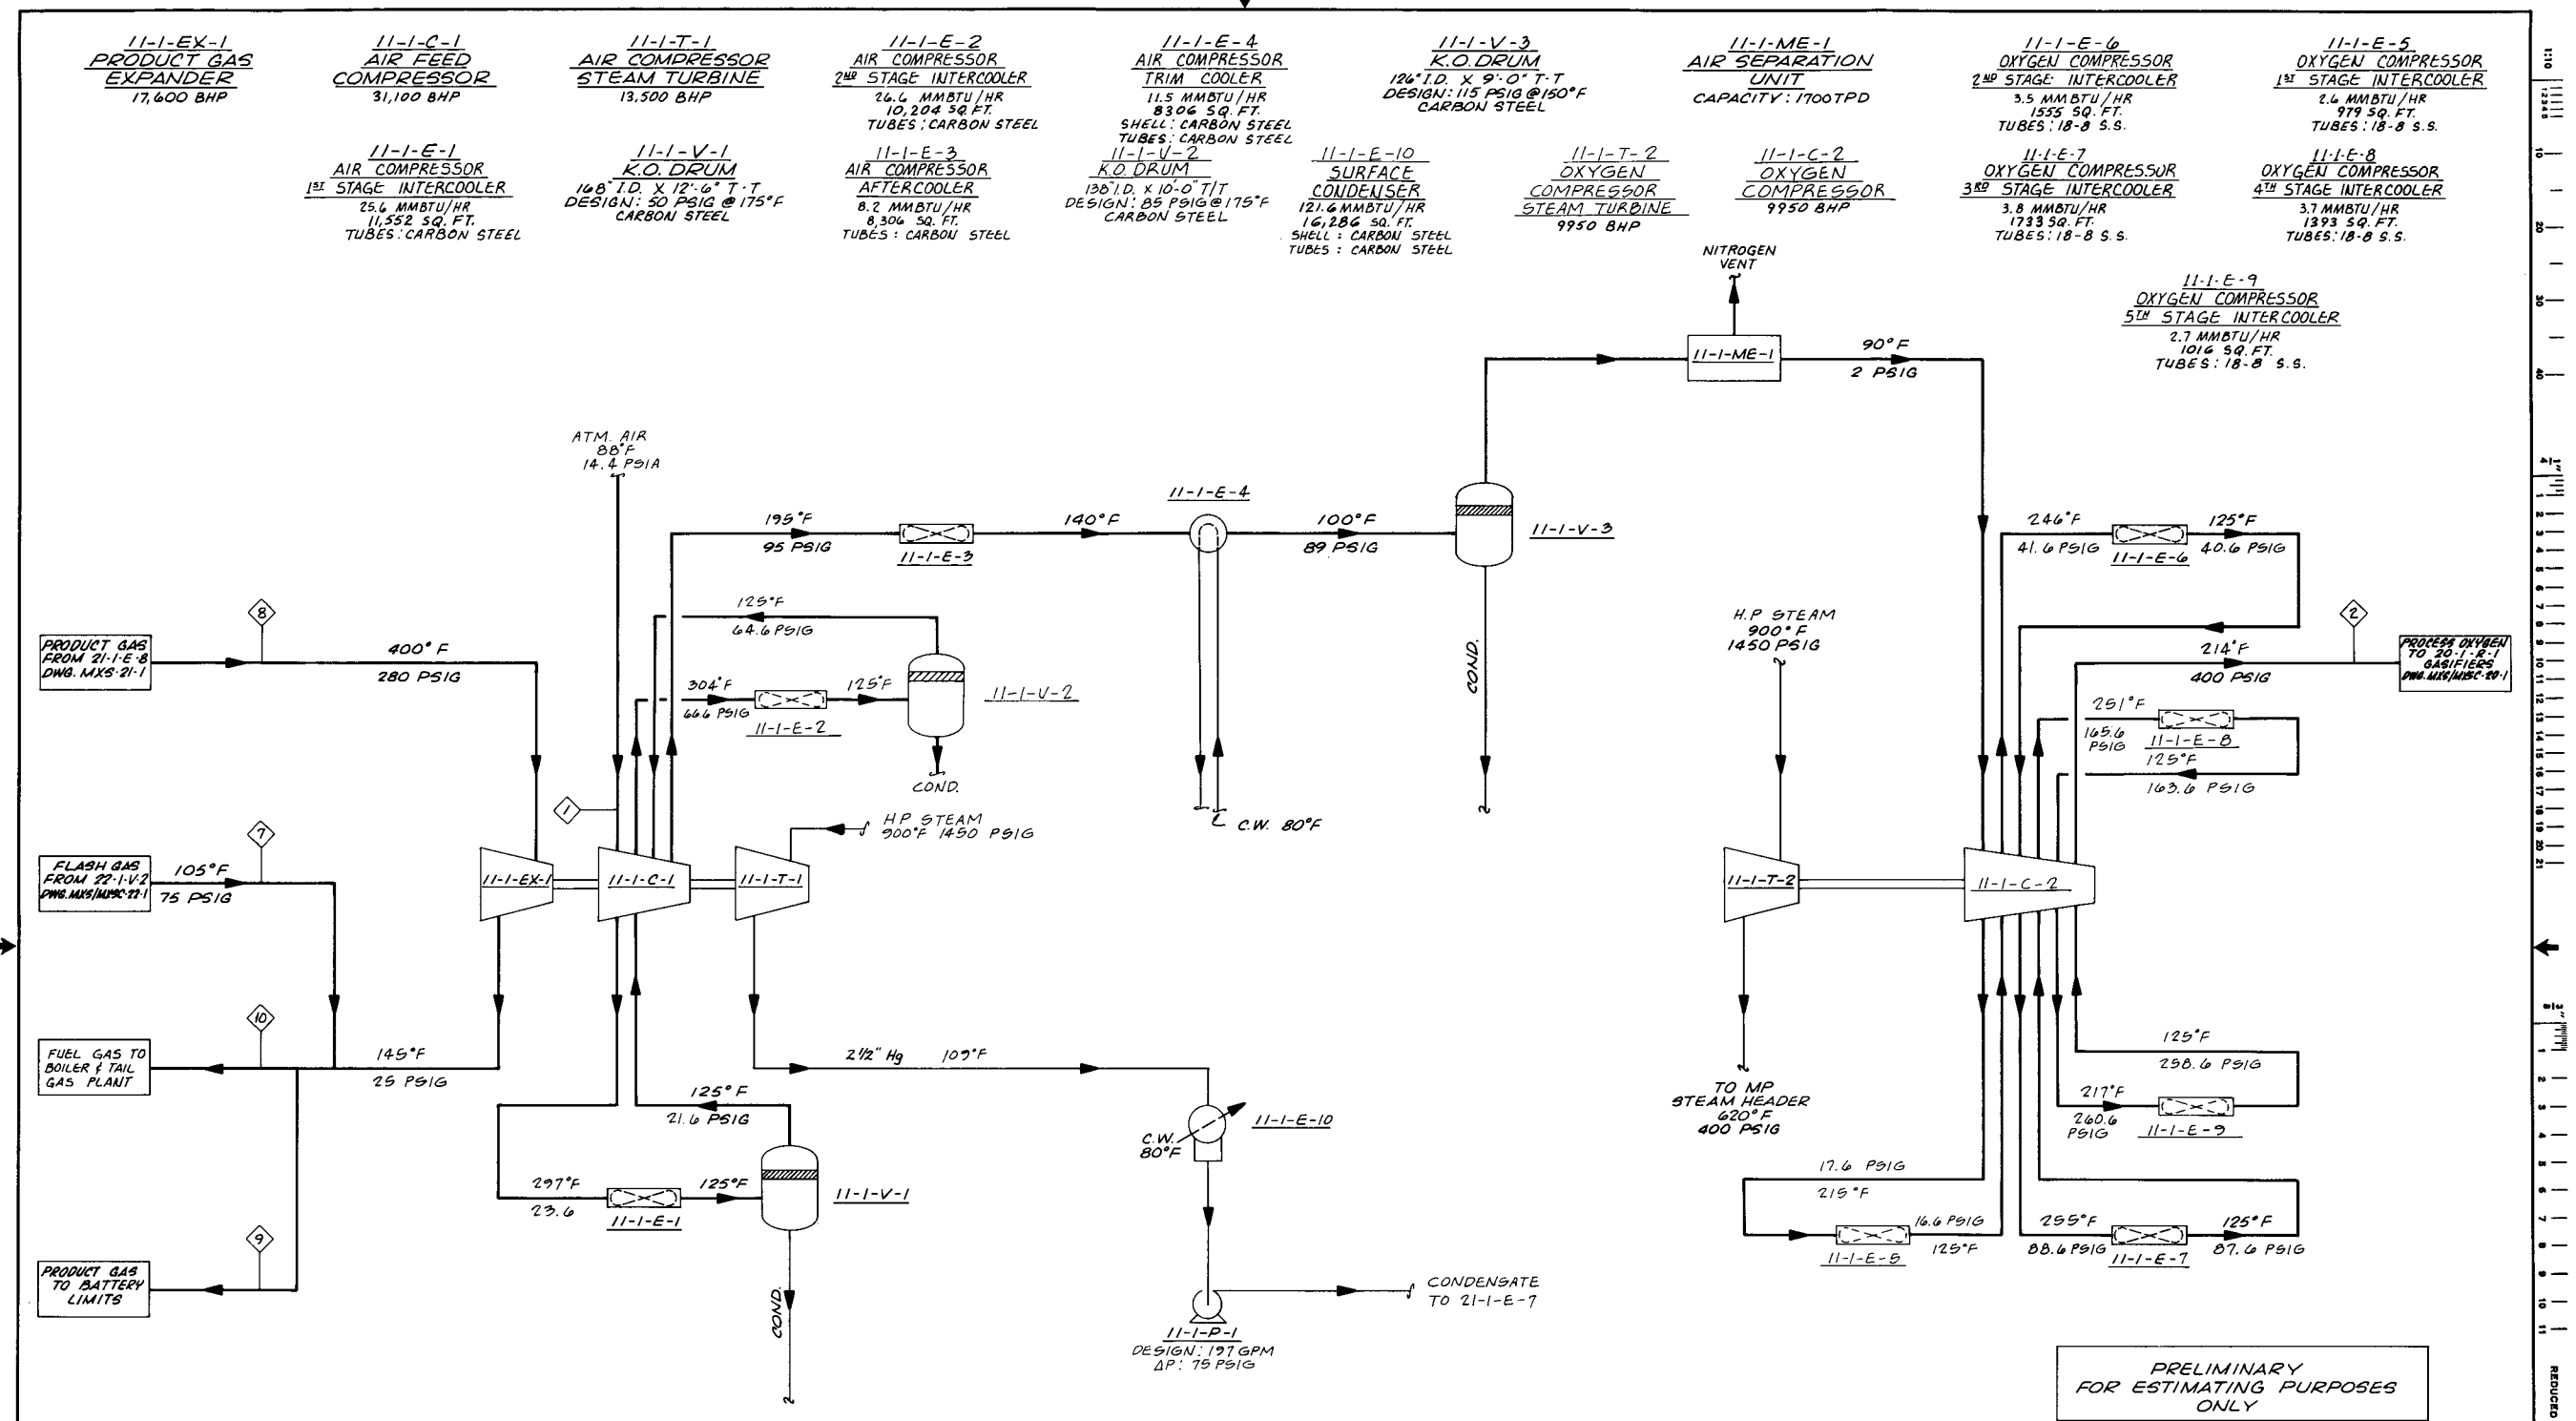 11-1-EX-1
PRODUCT GAS
EXPANDER
17,600 BHP
11-1-C-1
AIR FEED
COMPRESSOR
31,100 BHP
11-1-T-1
AIR COMPRESSOR
STEAM TURBINE
13,500 BHP
11-1-E-2
AIR COMPRESSOR
2ND STAGE INTERCOOLER
26.6 MMBTU/HR
10,204 SQ. FT.
TUBES: CARBON STEEL
11-1-E-4
AIR COMPRESSOR
TRIM COOLER
11.5 MMBTU/HR
8306 SQ. FT.
SHELL: CARBON STEEL
TUBES: CARBON STEEL
11-1-V-3
K.O. DRUM
126" I.D. X 9'-0" T-T
DESIGN: 115 PSIG @ 150°F
CARBON STEEL
11-1-ME-1
AIR SEPARATION
UNIT
CAPACITY: 1700 TPD
11-1-E-6
OXYGEN COMPRESSOR
2ND STAGE INTERCOOLER
3.5 MMBTU/HR
1555 SQ. FT.
TUBES: 18-8 S.S.
11-1-E-5
OXYGEN COMPRESSOR
1ST STAGE INTERCOOLER
2.6 MMBTU/HR
979 SQ. FT.
TUBES: 18-8 S.S.
11-1-E-1
AIR COMPRESSOR
1ST STAGE INTERCOOLER
25.6 MMBTU/HR
11,552 SQ. FT.
TUBES: CARBON STEEL
11-1-V-1
K.O. DRUM
168" I.D. X 12'-6" T-T
DESIGN: 50 PSIG @ 175°F
CARBON STEEL
11-1-E-3
AIR COMPRESSOR
AFTERCOOLER
8.2 MMBTU/HR
8,306 SQ. FT.
TUBES: CARBON STEEL
11-1-V-2
K.O. DRUM
138" I.D. X 10'-0" T/T
DESIGN: 85 PSIG @ 175°F
CARBON STEEL
11-1-E-10
SURFACE
CONDENSER
121.6 MMBTU/HR
16,286 SQ. FT.
SHELL: CARBON STEEL
TUBES: CARBON STEEL
11-1-T-2
OXYGEN
COMPRESSOR
STEAM TURBINE
9950 BHP
11-1-C-2
OXYGEN
COMPRESSOR
9950 BHP
11-1-E-7
OXYGEN COMPRESSOR
3RD STAGE INTERCOOLER
3.8 MMBTU/HR
1733 SQ. FT.
TUBES: 18-8 S.S.
11-1-E-8
OXYGEN COMPRESSOR
4TH STAGE INTERCOOLER
3.7 MMBTU/HR
1393 SQ. FT.
TUBES: 18-8 S.S.
11-1-E-9
OXYGEN COMPRESSOR
5TH STAGE INTERCOOLER
2.7 MMBTU/HR
1016 SQ. FT.
TUBES: 18-8 S.S.
NITROGEN
VENT
11-1-ME-1
90°F
2 PSIG
ATM. AIR
88°F
14.4 PSIA
195°F
95 PSIG
11-1-E-3
140°F
11-1-E-4
100°F
89 PSIG
11-1-V-3
COND.
C.W. 80°F
125°F
64.6 PSIG
304°F
66.6 PSIG
11-1-E-2
125°F
11-1-V-2
COND.
8
PRODUCT GAS
FROM 21-1-E-8
DWG. MXS-21-1
400°F
280 PSIG
1
HP STEAM
900°F 1450 PSIG
7
FLASH GAS
FROM 22-1-V-2
DWG. MXS/MXSC-22-1
105°F
75 PSIG
11-1-EX-1
11-1-C-1
11-1-T-1
10
FUEL GAS TO
BOILER & TAIL
GAS PLANT
145°F
25 PSIG
2 1/2" Hg 109°F
125°F
21.6 PSIG
297°F
23.6
11-1-E-1
125°F
11-1-V-1
COND.
9
PRODUCT GAS
TO BATTERY
LIMITS
C.W.
80°F
11-1-E-10
CONDENSATE
TO 21-1-E-7
11-1-P-1
DESIGN: 197 GPM
ΔP: 75 PSIG
H.P STEAM
900°F
1450 PSIG
11-1-T-2
11-1-C-2
TO MP
STEAM HEADER
620°F
400 PSIG
246°F
41.6 PSIG
11-1-E-6
125°F
40.6 PSIG
2
214°F
400 PSIG
PROCESS OXYGEN
TO 20-1-R-1
GASIFIERS
DWG. MXS/MXSC-20-1
251°F
165.6
PSIG
11-1-E-8
125°F
163.6 PSIG
125°F
258.6 PSIG
217°F
260.6
PSIG
11-1-E-9
17.6 PSIG
215°F
11-1-E-5
16.6 PSIG
125°F
255°F
88.6 PSIG
11-1-E-7
125°F
87.6 PSIG
PRELIMINARY
FOR ESTIMATING PURPOSES
ONLY
1:10
10
20
30
40
REDUCED